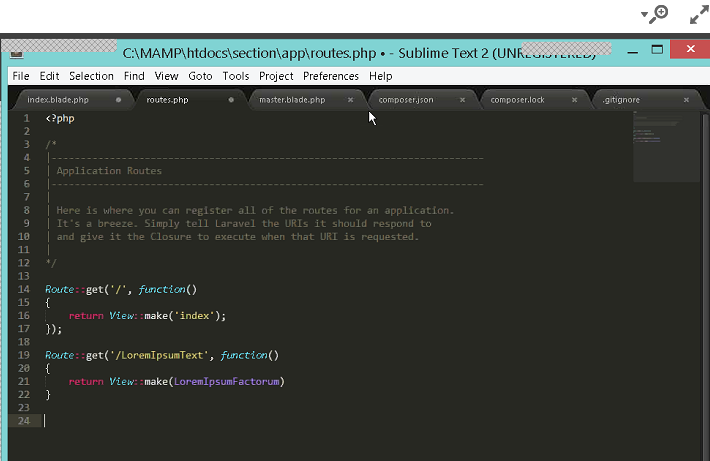 C:\MAMP\htdocs\section\app\routes.php • - Sublime Text 2 (UNREGISTERED)
File Edit Selection Find View Goto Tools Project Preferences Help
index.blade.php routes.php master.blade.php composer.json composer.lock .gitignore
1 <?php
2
3 /*
4 |--------------------------------------------------------------------------
5 | Application Routes
6 |--------------------------------------------------------------------------
7 |
8 | Here is where you can register all of the routes for an application.
9 | It's a breeze. Simply tell Laravel the URIs it should respond to
10 | and give it the Closure to execute when that URI is requested.
11 |
12 */
13
14 Route::get('/', function()
15 {
16 return View::make('index');
17 });
18
19 Route::get('/LoremIpsumText', function()
20 {
21 return View::make(LoremIpsumFactorum)
22 }
23
24